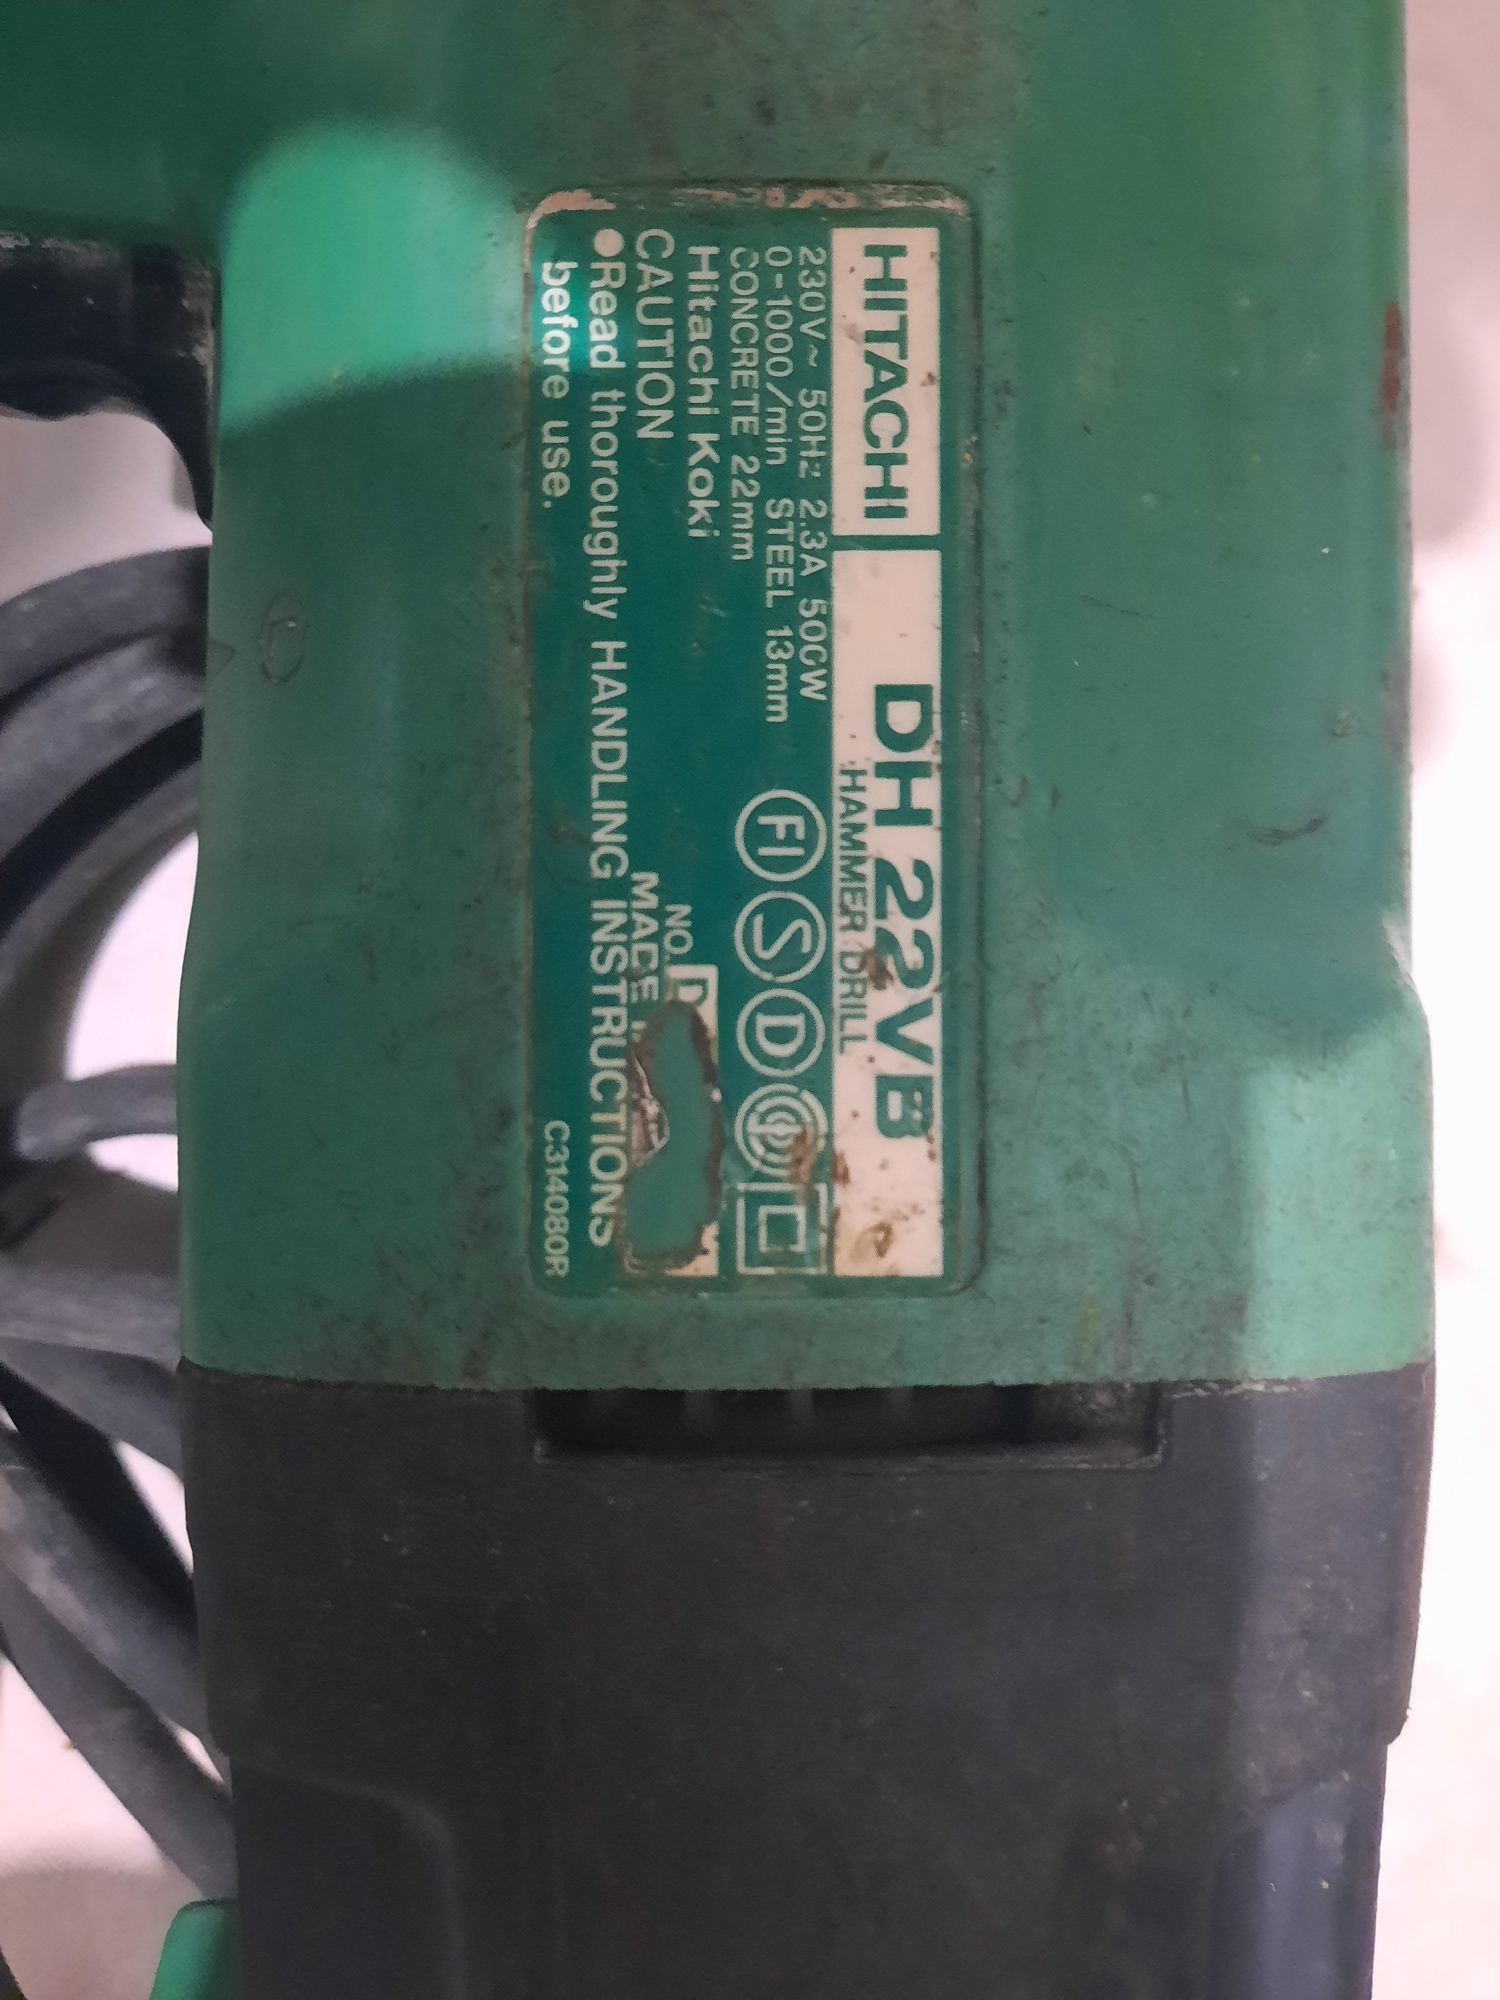 HITACHI DH 22VB
HAMMER DRILL
230V~ 50Hz 2.3A 500W
0-1000/min STEEL 13mm
CONCRETE 22mm
FI S D
Hitachi Koki
NO. D
CAUTION
MADE
●Read thoroughly HANDLING INSTRUCTIONS
before use.
C314080R